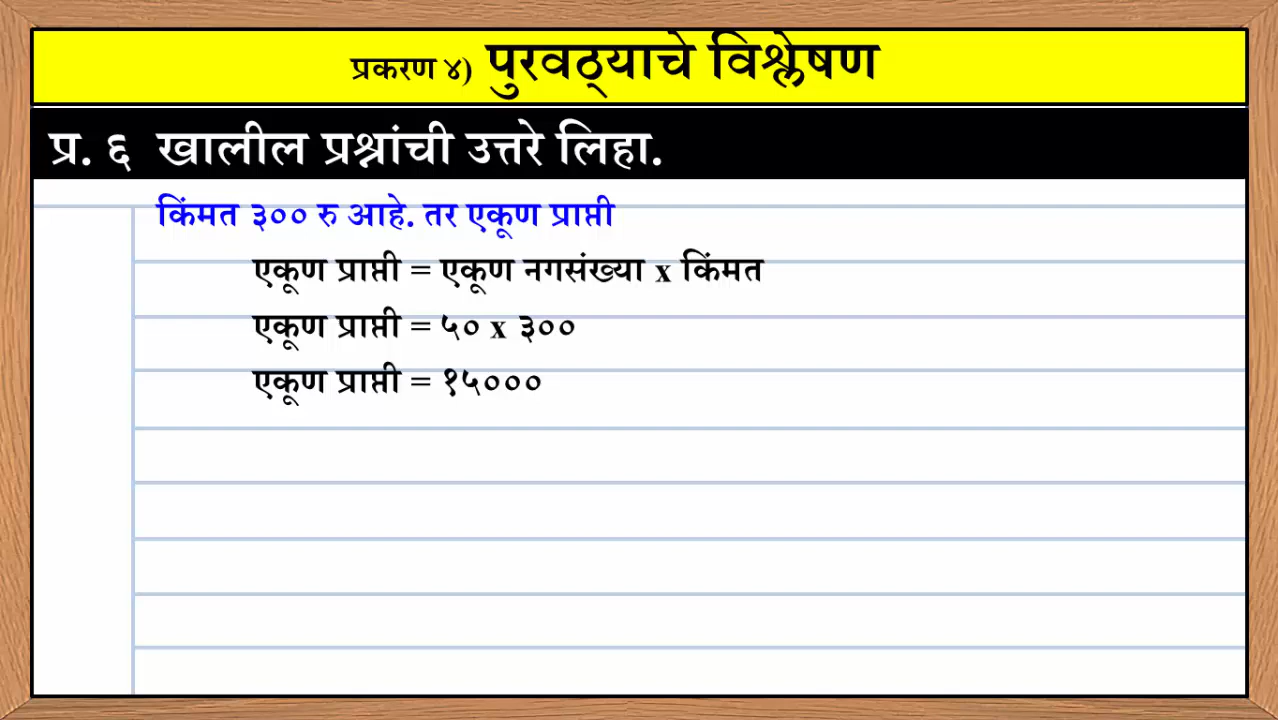 प्रकरण ४) पुरवठ्याचे विश्लेषण
प्र. ६ खालील प्रश्नांची उत्तरे लिहा.
किंमत ३०० रु आहे. तर एकूण प्राप्ती
एकूण प्राप्ती = एकूण नगसंख्या x किंमत
एकूण प्राप्ती = ५० x ३००
एकूण प्राप्ती = १५०००